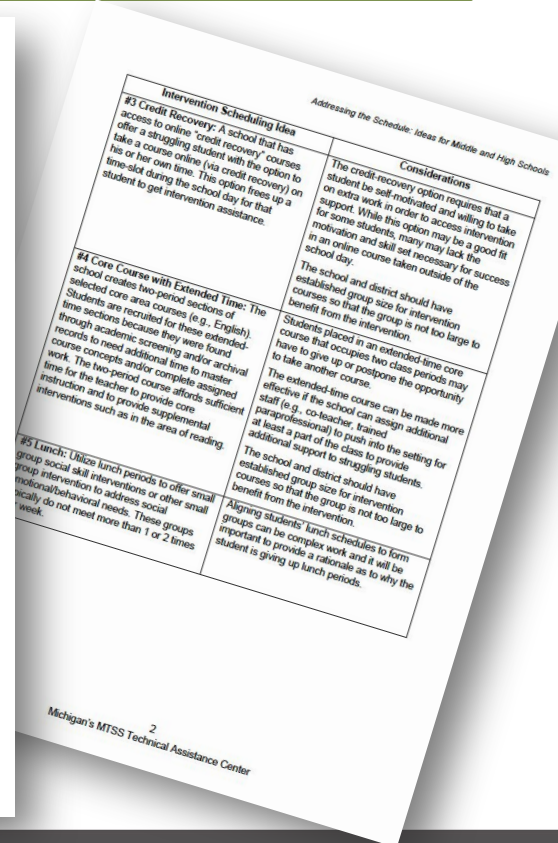 Addressing the Schedule: Ideas for Middle and High Schools
Intervention Scheduling Idea
Considerations
#3 Credit Recovery: A school that has
access to online "credit recovery" courses
offer a struggling student with the option to
take a course online (via credit recovery) on
his or her own time. This option frees up a
time-slot during the school day for that
student to get intervention assistance.
The credit-recovery option requires that a
student be self-motivated and willing to take
on extra work in order to access intervention
support. While this option may be a good fit
for some students, many may lack the
motivation and skill set necessary for success
in an online course taken outside of the
school day.
The school and district should have
established group size for intervention
courses so that the group is not too large to
benefit from the intervention.
#4 Core Course with Extended Time: The
school creates two-period sections of
selected core area courses (e.g., English).
Students are recruited for these extended-
time sections because they were found
through academic screening and/or archival
records to need additional time to master
course concepts and/or complete assigned
work. The two-period course affords sufficient
time for the teacher to provide core
instruction and to provide supplemental
interventions such as in the area of reading.
Students placed in an extended-time core
course that occupies two class periods may
have to give up or postpone the opportunity
to take another course.
The extended-time course can be made more
effective if the school can assign additional
staff (e.g., co-teacher, trained
paraprofessional) to push into the setting for
at least a part of the class to provide
additional support to struggling students.
The school and district should have
established group size for intervention
courses so that the group is not too large to
benefit from the intervention.
#5 Lunch: Utilize lunch periods to offer small
group social skill interventions or other small
group intervention to address social
emotional/behavioral needs. These groups
do not meet more than 1 or 2 times
week.
Aligning students' lunch schedules to form
groups can be complex work and it will be
important to provide a rationale as to why the
student is giving up lunch periods.
2
Michigan's MTSS Technical Assistance Center